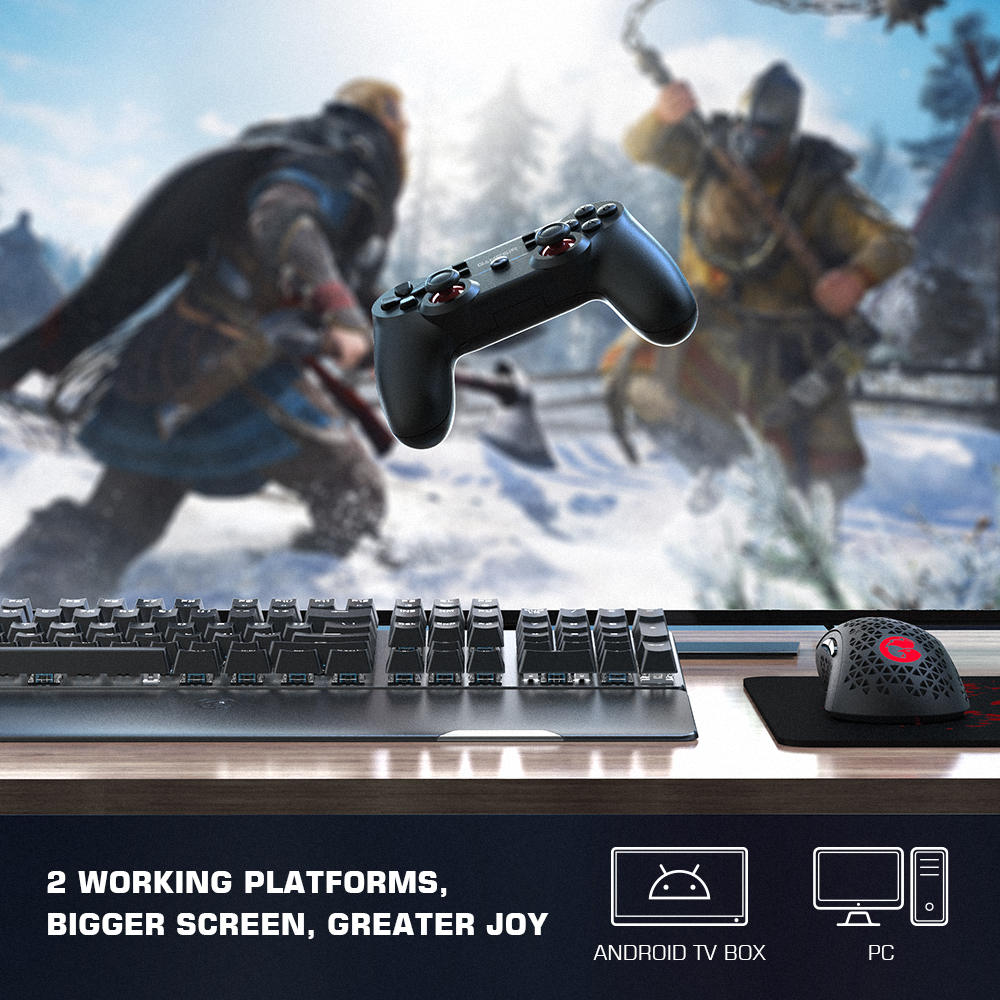 2 WORKING PLATFORMS,
BIGGER SCREEN, GREATER JOY
ANDROID TV BOX
PC